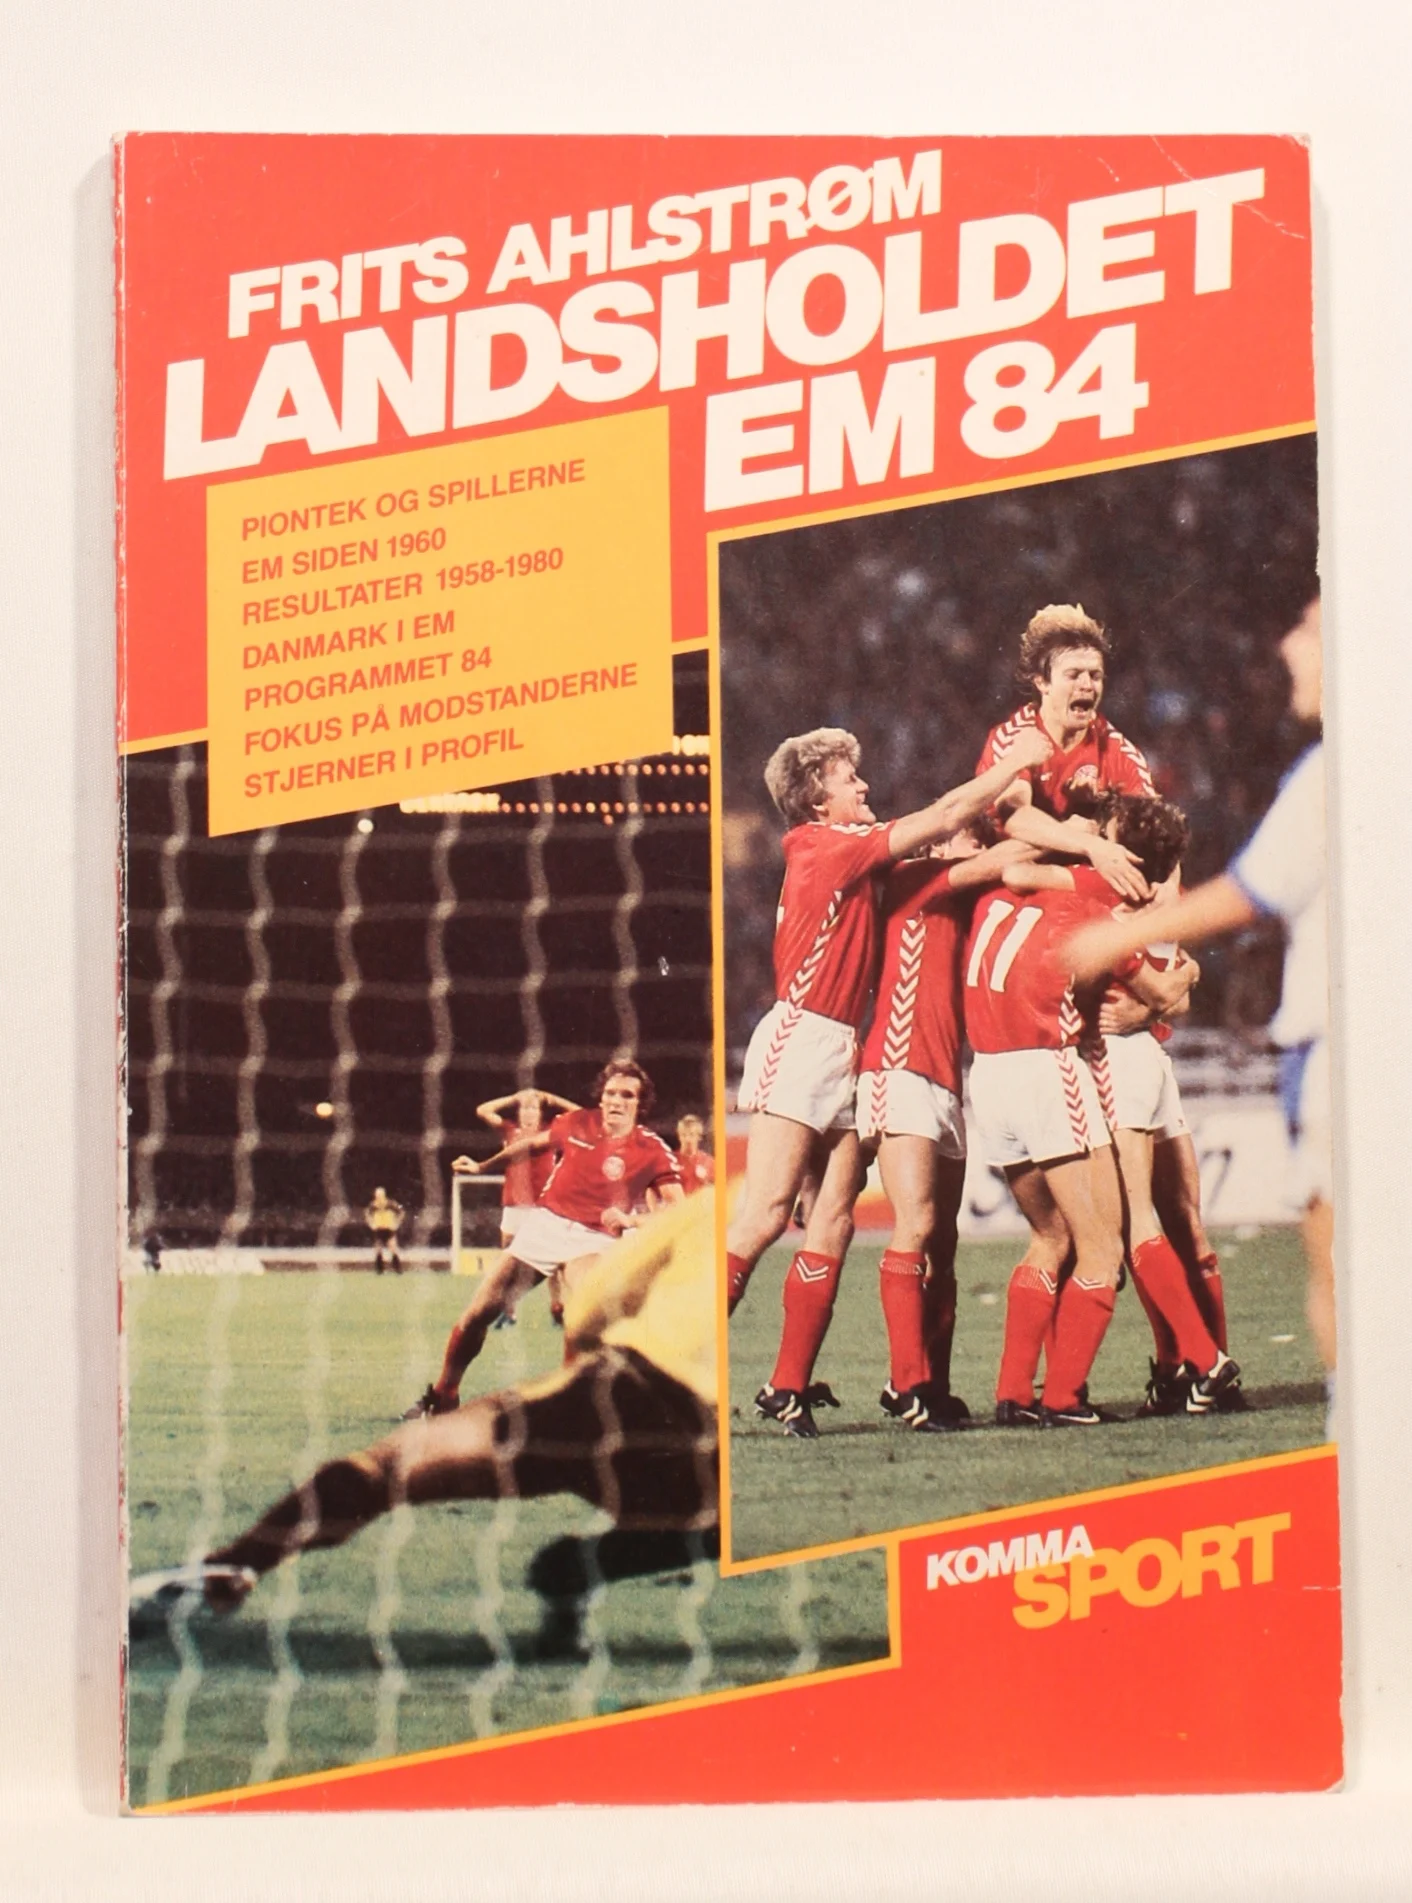 FRITS AHLSTRØM
LANDSHOLDET
EM 84
PIONTEK OG SPILLERNE
EM SIDEN 1960
RESULTATER 1958-1980
DANMARK I EM
PROGRAMMET 84
FOKUS PÅ MODSTANDERNE
STJERNER I PROFIL
11
KOMMA
SPORT